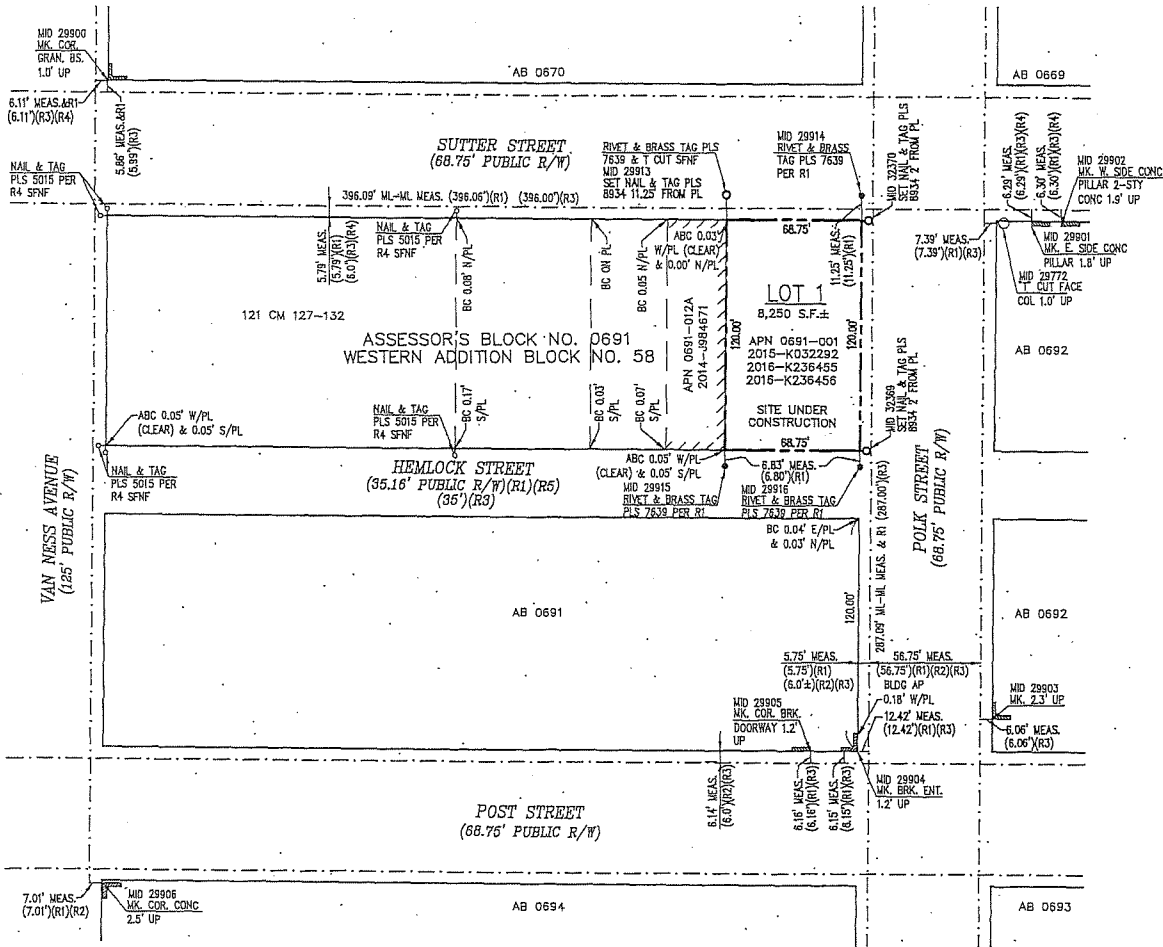 MID 29900
MK. COR.
GRAN. BS.
1.0' UP
AB 0670
AB 0669
6.11' MEAS.&R1
(6.11')(R3)(R4)
5.86' MEAS.&R1
(5.99')(R3)
SUTTER STREET
(68.75' PUBLIC R/W)
RIVET & BRASS TAG PLS
7639 & T CUT SFNF
MID 29913
SET NAIL & TAG PLS
8934 11.25' FROM PL
MID 29914
RIVET & BRASS
TAG PLS 7639
PER R1
MID 32370
SET NAIL & TAG PLS
8934 2' FROM PL
6.29' MEAS.
(6.29')(R1)(R3)(R4)
6.30' MEAS.
(6.30')(R1)(R3)(R4)
MID 29902
MK. W. SIDE CONC
PILLAR 2-STY
CONC 1.9' UP
NAIL & TAG
PLS 5015 PER
R4 SFNF
396.09' ML-ML MEAS. (396.06')(R1) (396.00')(R3)
5.79' MEAS.
(5.79')(R1)
(6.0')(R3)(R4)
NAIL & TAG
PLS 5015 PER
R4 SFNF
BC 0.08' N/PL
BC ON PL
BC 0.05' N/PL
ABC 0.03'
W/PL (CLEAR)
& 0.00' N/PL
68.75'
11.25' MEAS.
(11.25')(R1)
7.39' MEAS.
(7.39')(R1)(R3)
MID 29901
MK. E. SIDE CONC
PILLAR 1.8' UP
MID 29772
"T" CUT FACE
COL 1.0' UP
121 CM 127-132
ASSESSOR'S BLOCK NO. 0691
WESTERN ADDITION BLOCK NO. 58
APN 0691-012A
2014-J984671
120.00'
LOT 1
8,250 S.F.±
APN 0691-001
2015-K032292
2016-K236455
2016-K236456
SITE UNDER
CONSTRUCTION
120.00'
AB 0692
MID 32369
SET NAIL & TAG PLS
8934 2' FROM PL
ABC 0.05' W/PL
(CLEAR) & 0.05' S/PL
NAIL & TAG
PLS 5015 PER
R4 SFNF
BC 0.17'
S/PL
BC 0.03'
S/PL
BC 0.07'
S/PL
68.75'
NAIL & TAG
PLS 5015 PER
R4 SFNF
HEMLOCK STREET
(35.16' PUBLIC R/W)(R1)(R5)
(35')(R3)
ABC 0.05' W/PL
(CLEAR) & 0.05' S/PL
MID 29915
RIVET & BRASS TAG
PLS 7639 PER R1
6.83' MEAS.
(6.80')(R1)
MID 29916
RIVET & BRASS TAG
PLS 7639 PER R1
VAN NESS AVENUE
(125' PUBLIC R/W)
BC 0.04' E/PL
& 0.03' N/PL
POLK STREET
(68.75' PUBLIC R/W)
287.09' ML-ML MEAS. & R1 (287.00')(R3)
120.00'
AB 0691
AB 0692
5.75' MEAS.
(5.75')(R1)
(6.0'±)(R2)(R3)
56.75' MEAS.
(56.75')(R1)(R2)(R3)
BLDG AP
0.18' W/PL
12.42' MEAS.
(12.42')(R1)(R3)
MID 29903
MK. 2.3' UP
6.06' MEAS.
(6.06')(R3)
MID 29905
MK. COR. BRK.
DOORWAY 1.2'
UP
6.14' MEAS.
(6.0')(R2)(R3)
6.16' MEAS.
(6.16')(R1)(R3)
6.15' MEAS.
(6.15')(R1)(R3)
MID 29904
MK. BRK. ENT.
1.2' UP
POST STREET
(68.75' PUBLIC R/W)
7.01' MEAS.
(7.01')(R1)(R2)
MID 29906
MK. COR. CONC
2.5' UP
AB 0694
AB 0693